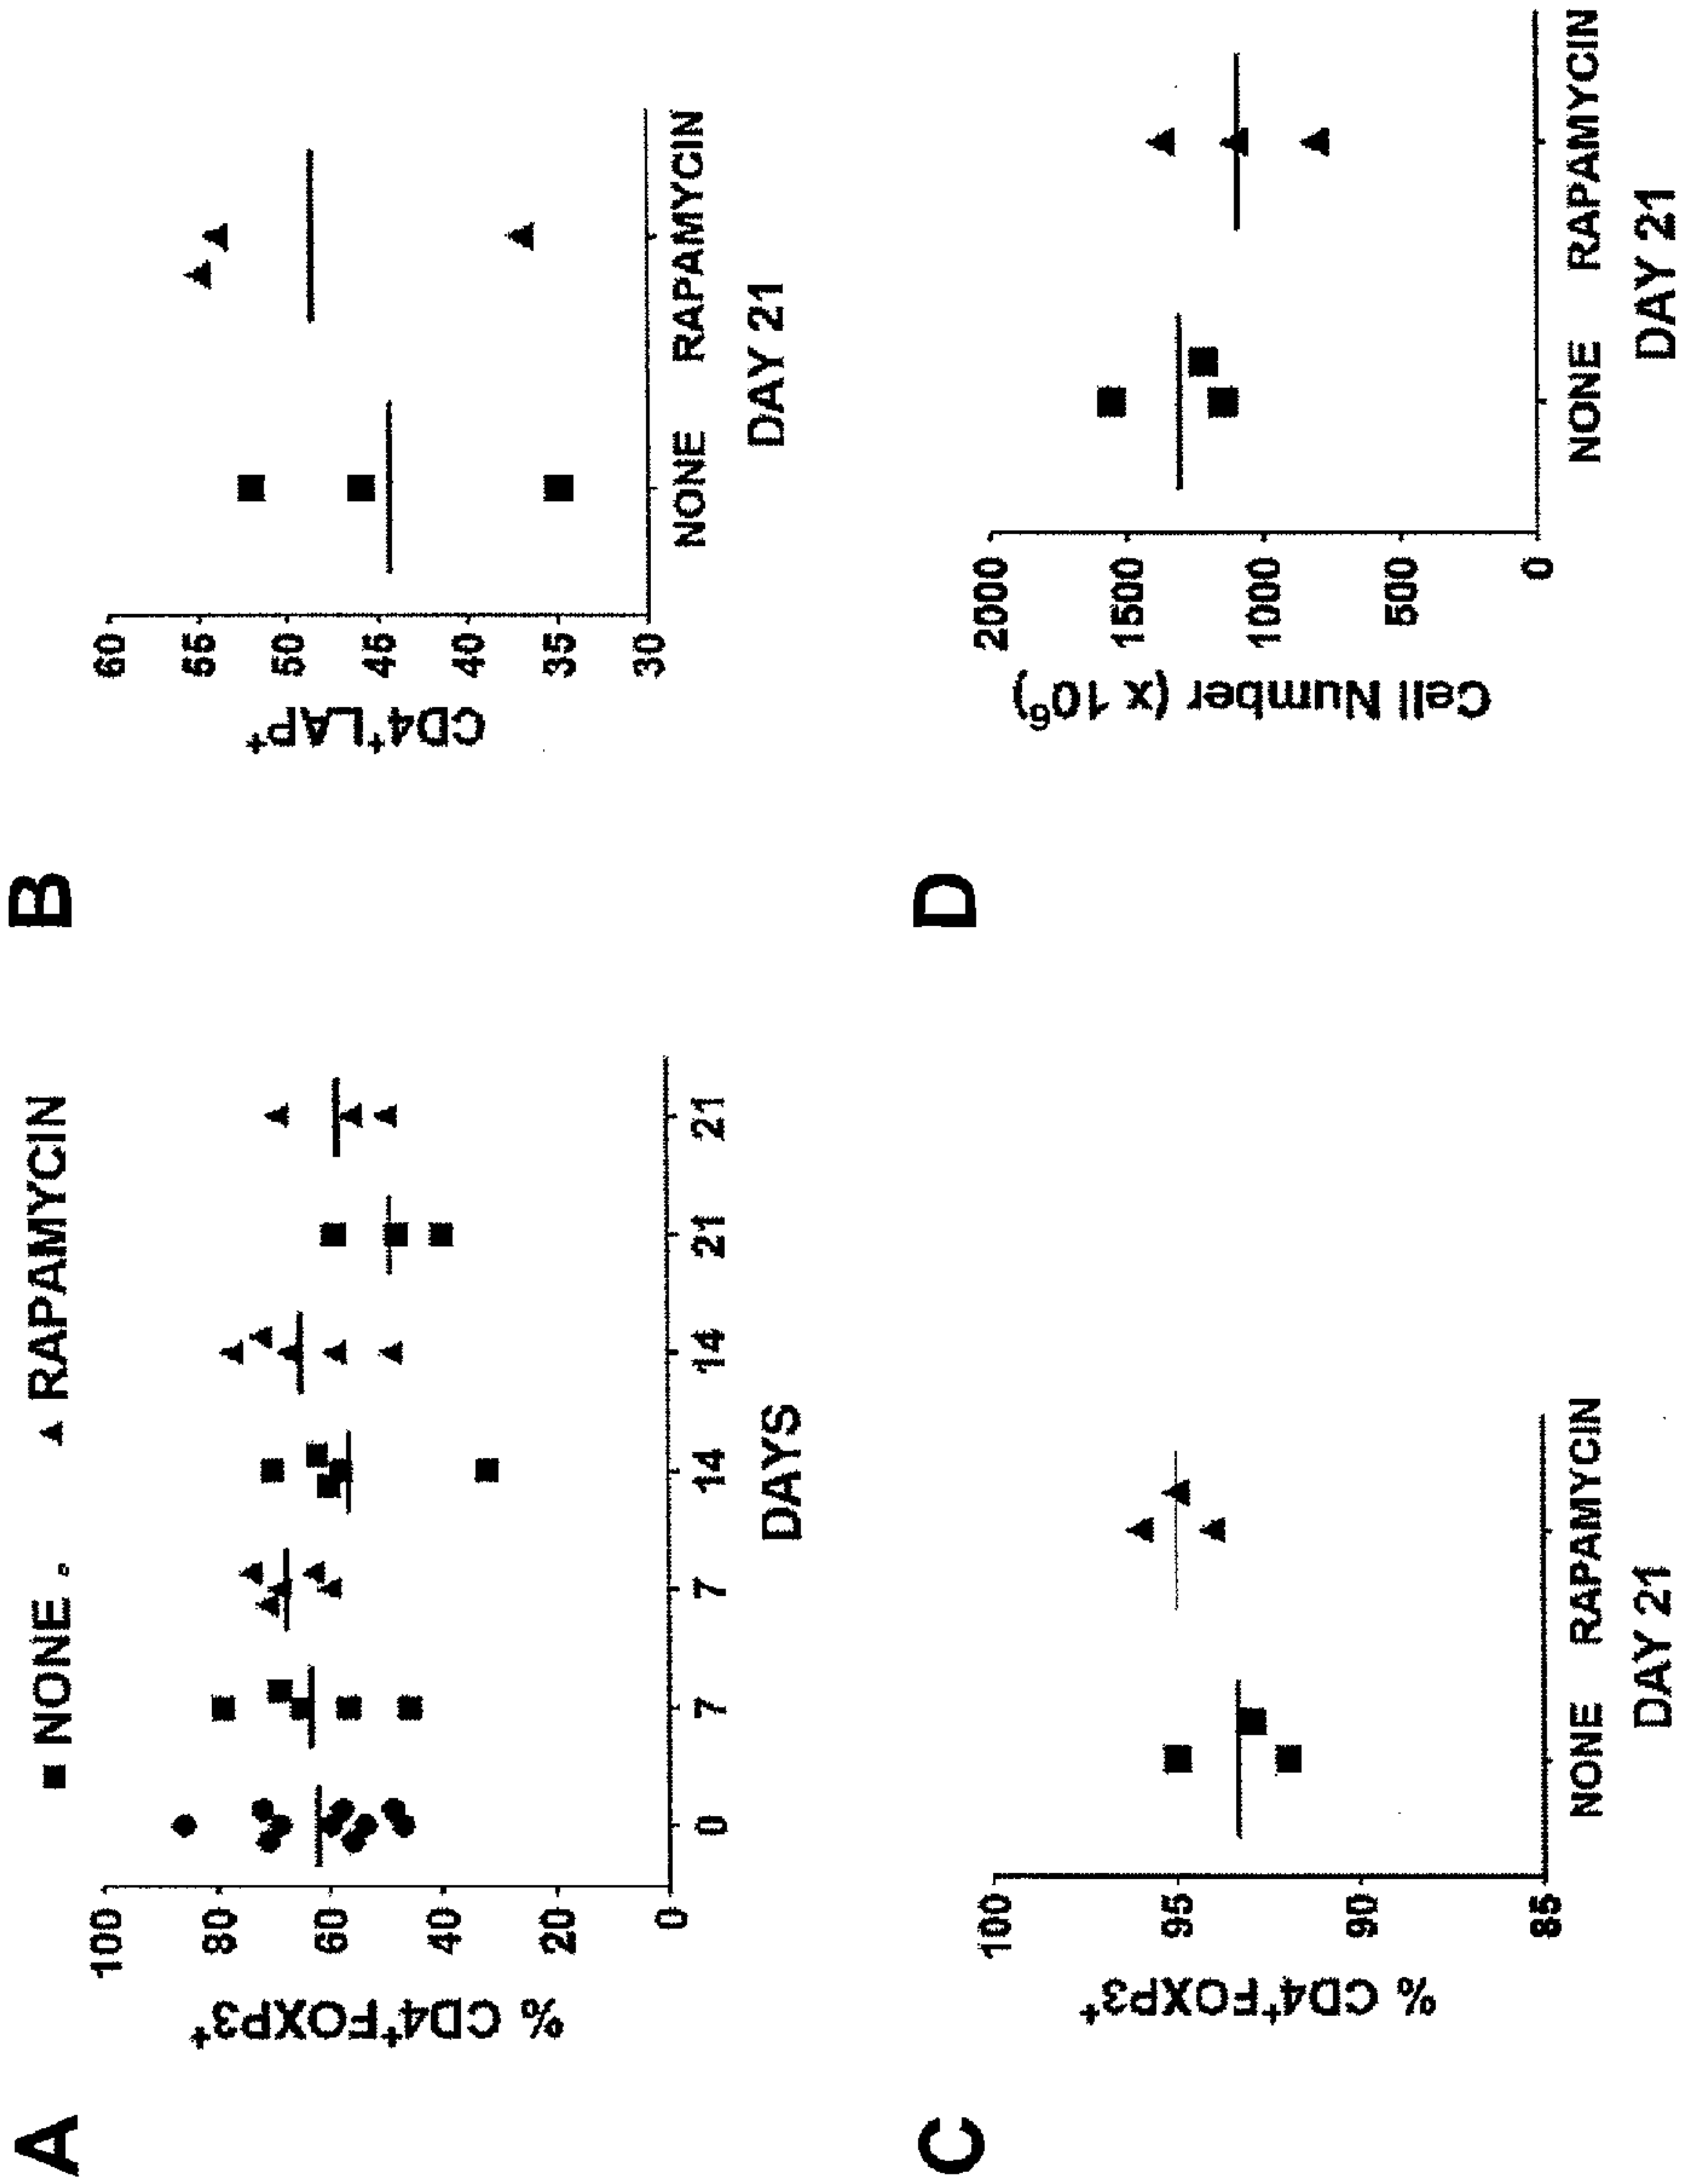 A
■ NONE. ▲ RAPAMYCIN
% CD4+FOXP3+
100
80
60
40
20
0
0 7 7 14 14 21 21
DAYS
B
CD4+LAP+
60
55
50
45
40
35
30
NONE RAPAMYCIN
DAY 21
C
% CD4+FOXP3+
100
95
90
85
NONE RAPAMYCIN
DAY 21
D
Cell Number (x 10⁶)
2000
1500
1000
500
0
NONE RAPAMYCIN
DAY 21